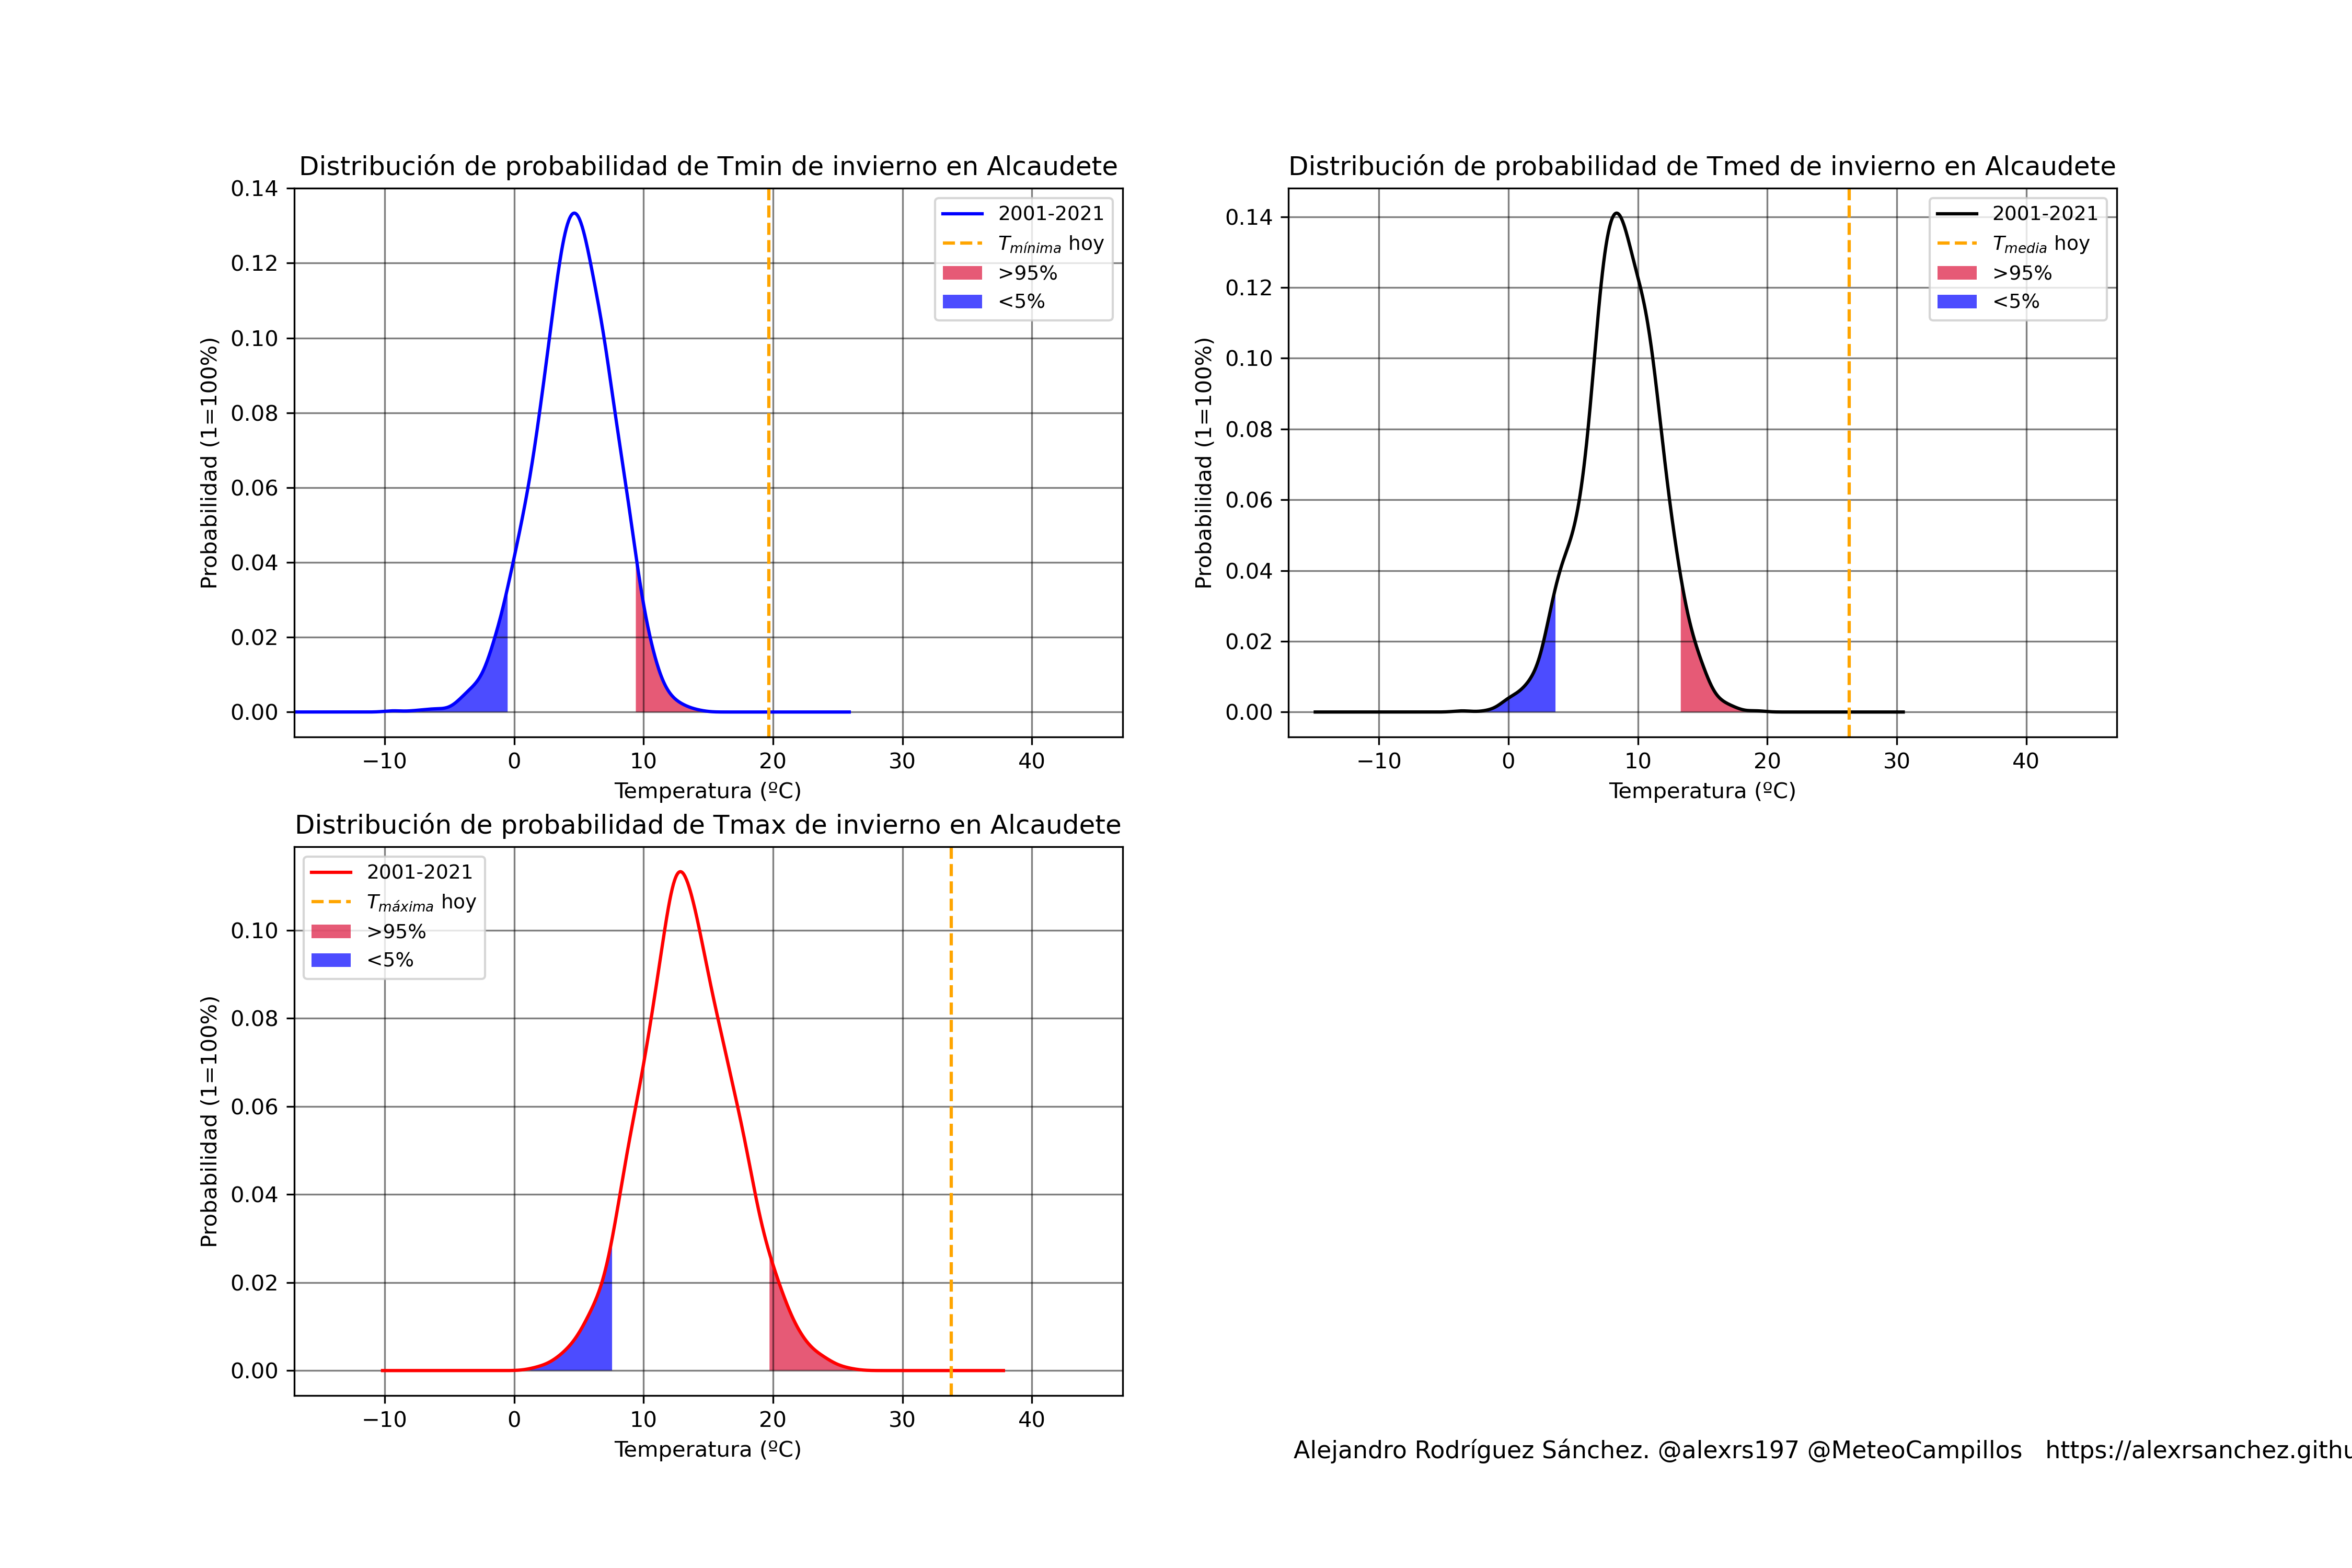 Distribución de probabilidad de Tmin de invierno en Alcaudete
0.14
0.12
0.10
0.08
0.06
0.04
0.02
0.00
Probabilidad (1=100%)
2001-2021
Tmínima hoy
>95%
<5%
−10 0 10 20 30 40
Temperatura (ºC)
Distribución de probabilidad de Tmed de invierno en Alcaudete
0.14
0.12
0.10
0.08
0.06
0.04
0.02
0.00
Probabilidad (1=100%)
2001-2021
Tmedia hoy
>95%
<5%
−10 0 10 20 30 40
Temperatura (ºC)
Distribución de probabilidad de Tmax de invierno en Alcaudete
0.10
0.08
0.06
0.04
0.02
0.00
Probabilidad (1=100%)
2001-2021
Tmáxima hoy
>95%
<5%
−10 0 10 20 30 40
Temperatura (ºC)
Alejandro Rodríguez Sánchez. @alexrs197 @MeteoCampillos https://alexrsanchez.githu